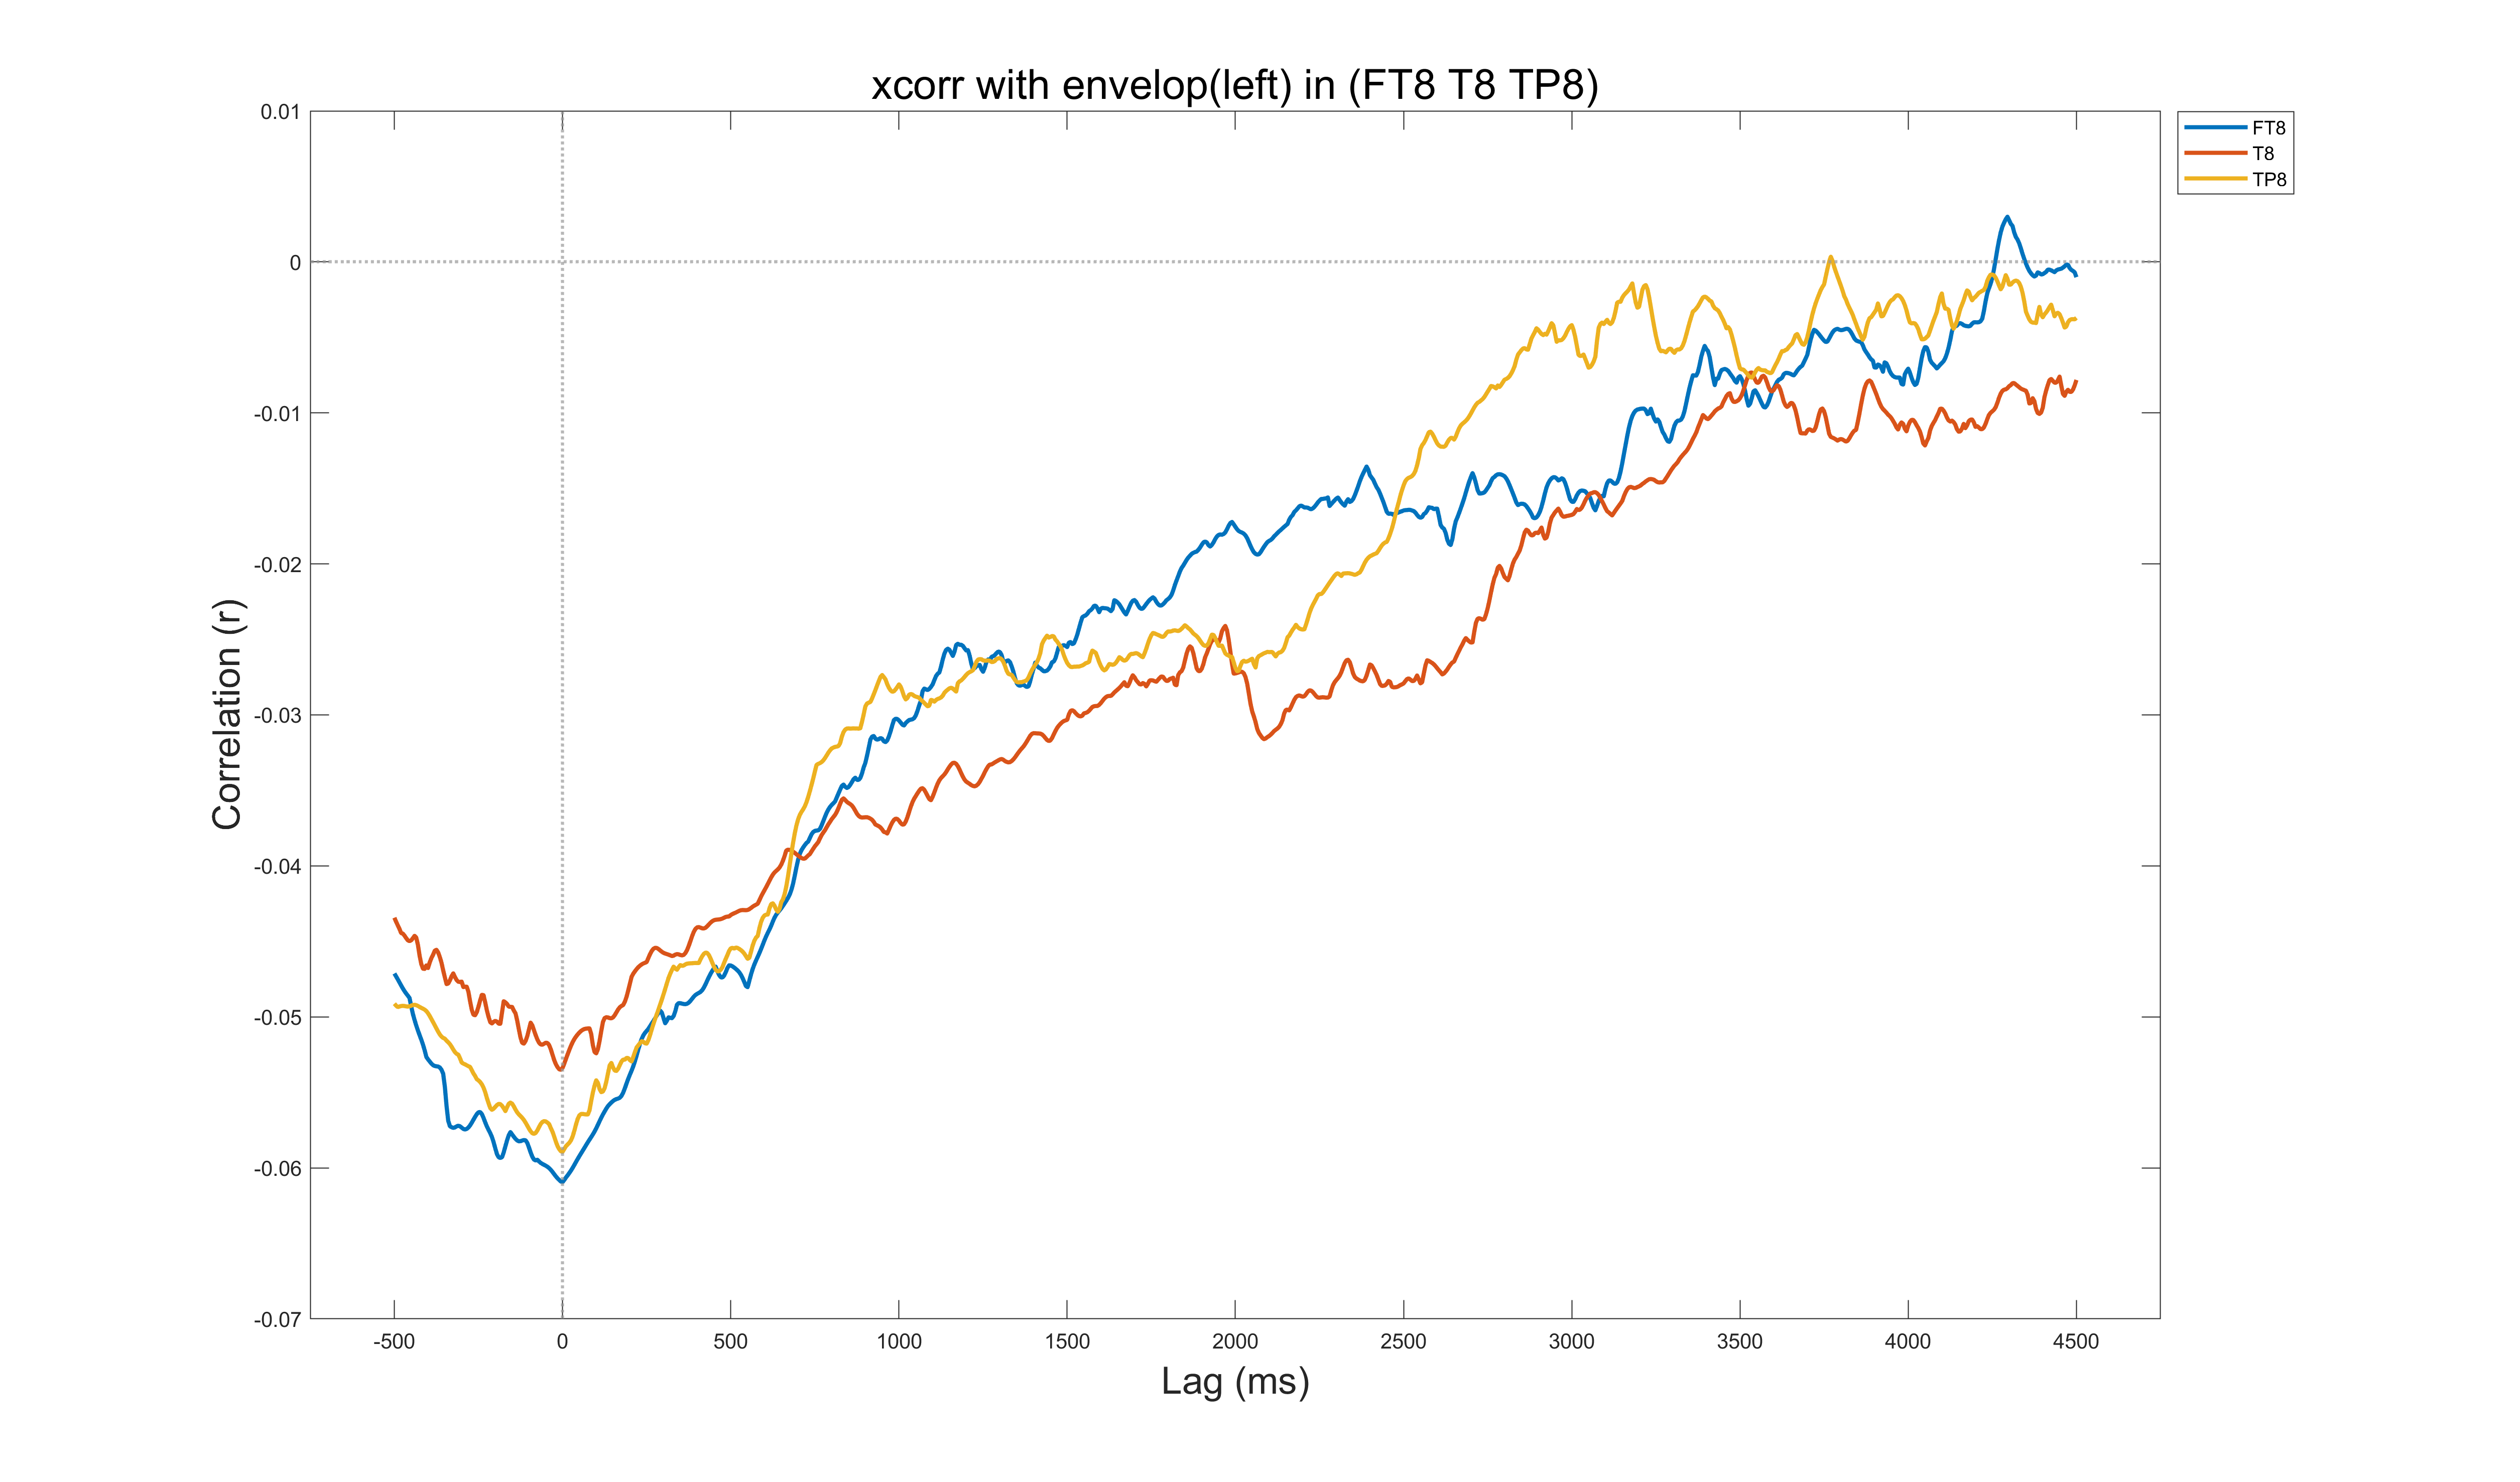 xcorr with envelop(left) in (FT8 T8 TP8)
FT8
T8
TP8
0.01
0
-0.01
-0.02
-0.03
-0.04
-0.05
-0.06
-0.07
Correlation (r)
-500 0 500 1000 1500 2000 2500 3000 3500 4000 4500
Lag (ms)